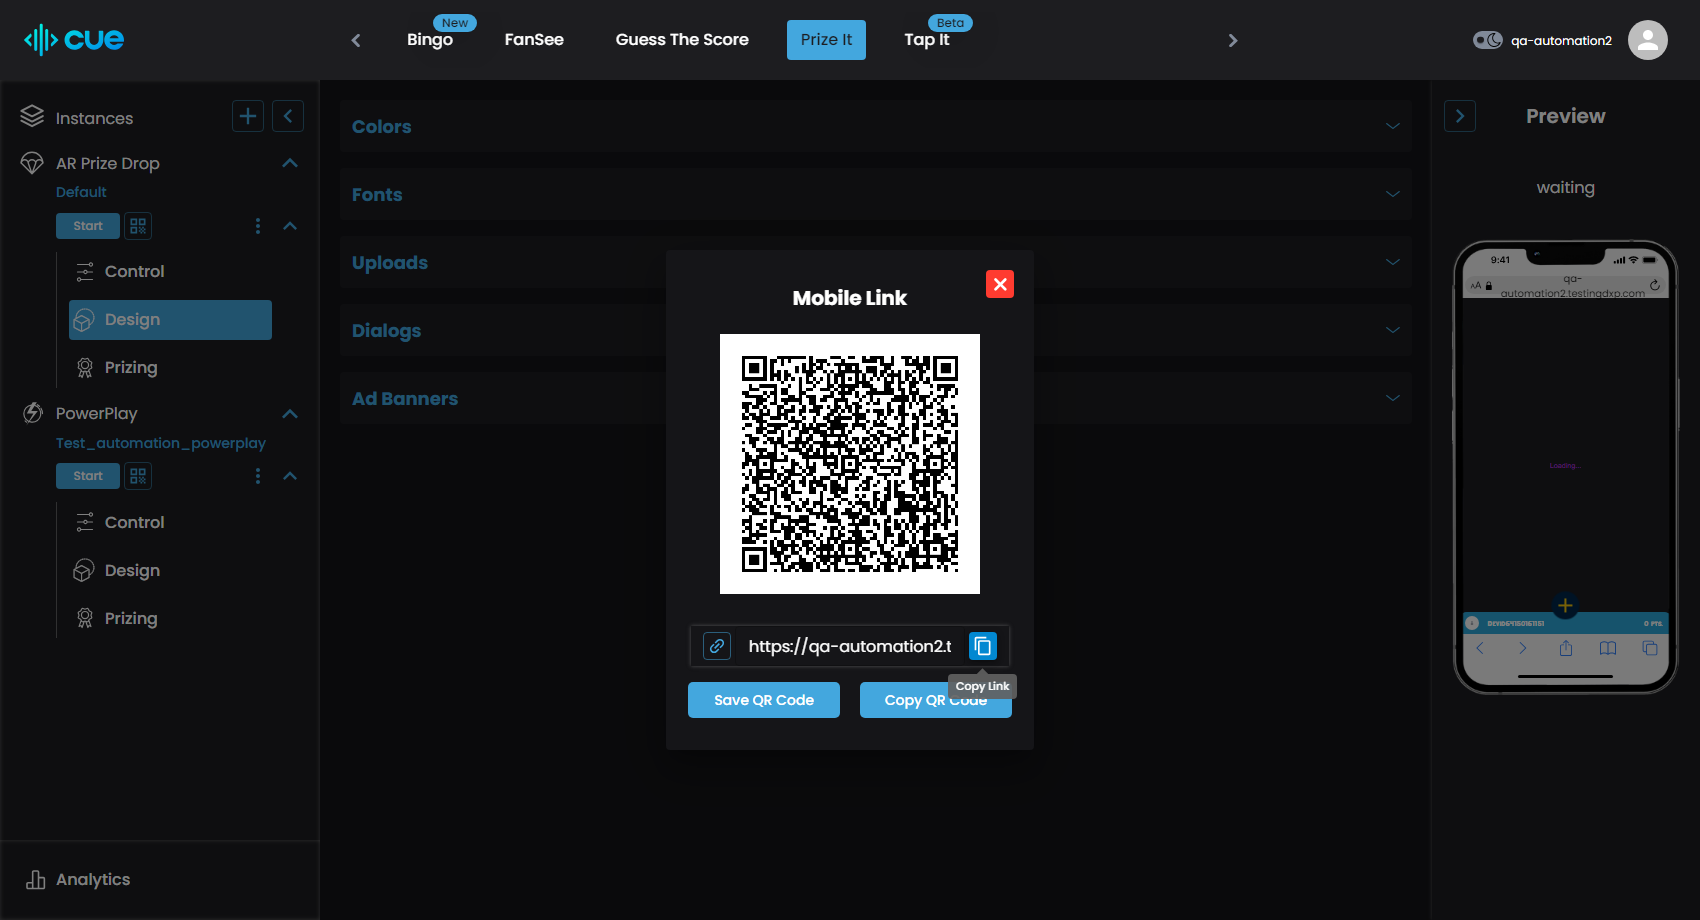 cue
New
Bingo
FanSee
Guess The Score
Prize It
Beta
Tap It
qa-automation2
Instances
AR Prize Drop
Default
Start
Control
Design
Prizing
PowerPlay
Test_automation_powerplay
Start
Control
Design
Prizing
Analytics
Colors
Fonts
Uploads
Dialogs
Ad Banners
Mobile Link
https://qa-automation2.t
Copy Link
Save QR Code
Copy QR Code
Preview
waiting
9:41
AA
qa-
automation2.testingdxp.com
Loading...
0 PTS.